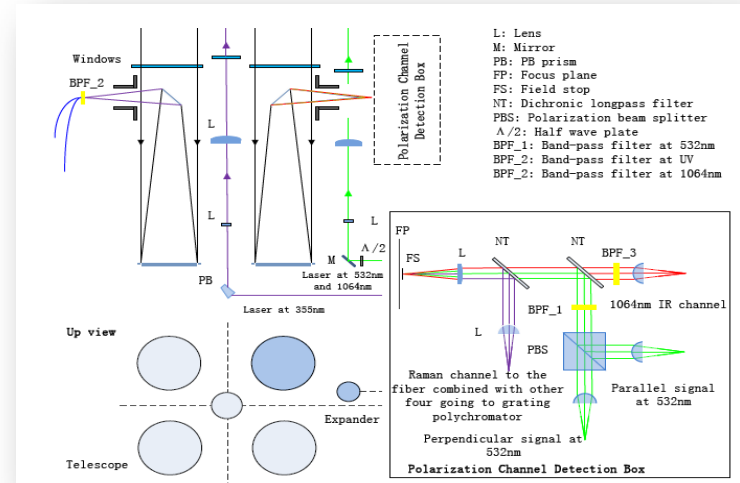 Windows
BPF_2
L
L
PB
Laser at 355nm
Polarization Channel
Detection Box
L
M
Λ/2
Laser at 532nm
and 1064nm
L: Lens
M: Mirror
PB: PB prism
FP: Focus plane
FS: Field stop
NT: Dichronic longpass filter
PBS: Polarization beam splitter
Λ/2: Half wave plate
BPF_1: Band-pass filter at 532nm
BPF_2: Band-pass filter at UV
BPF_2: Band-pass filter at 1064nm
Up view
Expander
Telescope
FP
FS
L
NT
NT
BPF_3
1064nm IR channel
BPF_1
L
PBS
Raman channel to the
fiber combined with other
four going to grating
polychromator
Parallel signal
at 532nm
Perpendicular signal at
532nm
Polarization Channel Detection Box